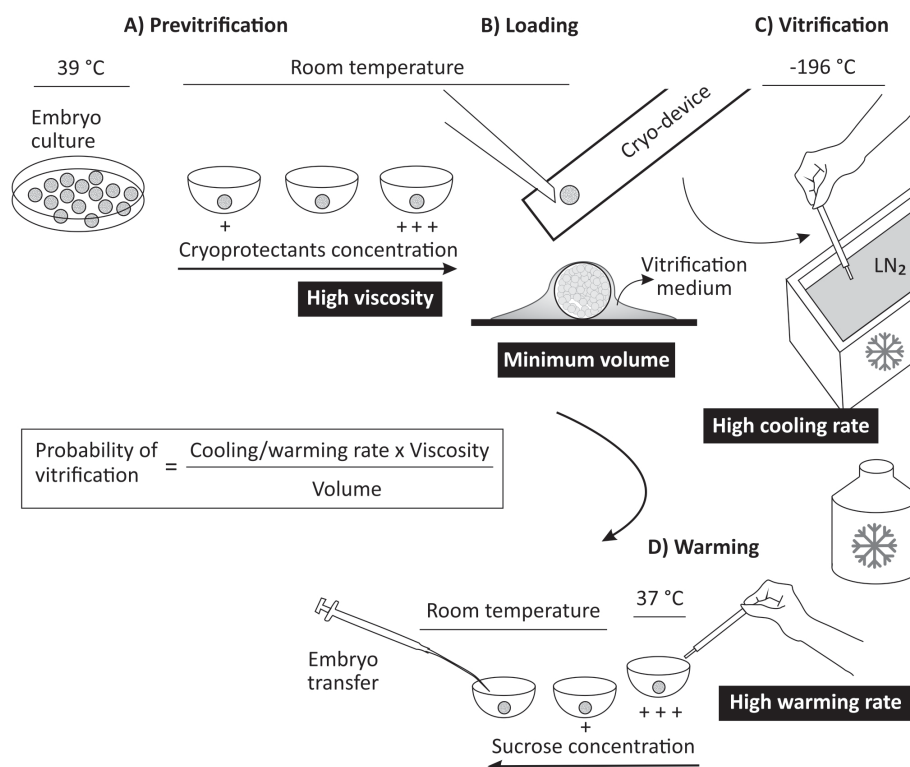 A) Previtrification
B) Loading
C) Vitrification
39 °C
Room temperature
-196 °C
Embryo
culture
Cryo-device
+
+++
Cryoprotectants concentration
High viscosity
Vitrification
medium
Minimum volume
LN₂
High cooling rate
Probability of
vitrification
=
Cooling/warming rate x Viscosity
Volume
D) Warming
Room temperature
37 °C
Embryo
transfer
+
+++
High warming rate
Sucrose concentration